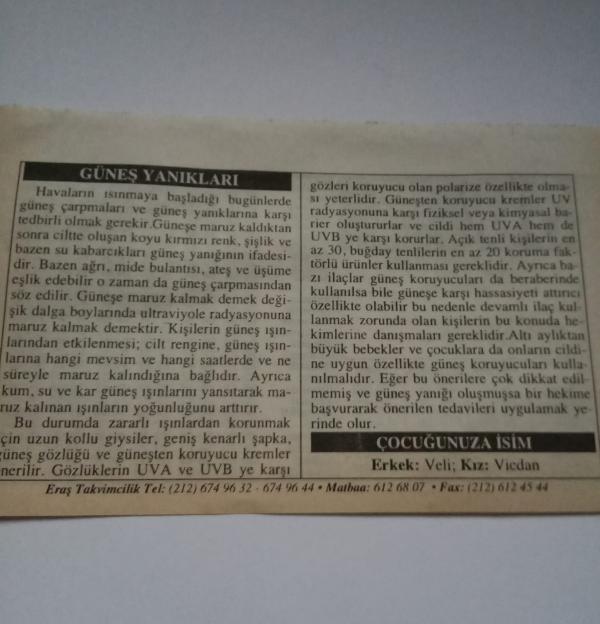 GÜNEŞ YANIKLARI
Havaların ısınmaya başladığı bugünlerde
güneş çarpmaları ve güneş yanıklarına karşı
tedbirli olmak gerekir.Güneşe maruz kaldıktan
sonra ciltte oluşan koyu kırmızı renk, şişlik ve
bazen su kabarcıkları güneş yanığının ifadesi-
dir. Bazen ağrı, mide bulantısı, ateş ve üşüme
eşlik edebilir o zaman da güneş çarpmasından
söz edilir. Güneşe maruz kalmak demek deği-
şik dalga boylarında ultraviyole radyasyonuna
maruz kalmak demektir. Kişilerin güneş ışın-
larından etkilenmesi; cilt rengine, güneş ışın-
larına hangi mevsim ve hangi saatlerde ve ne
süreyle maruz kalındığına bağlıdır. Ayrıca
kum, su ve kar güneş ışınlarını yansıtarak ma-
ruz kalınan ışınların yoğunluğunu arttırır.
Bu durumda zararlı ışınlardan korunmak
için uzun kollu giysiler, geniş kenarlı şapka,
güneş gözlüğü ve güneşten koruyucu kremler
önerilir. Gözlüklerin UVA ve UVB ye karşı
gözleri koruyucu olan polarize özellikte olma-
sı yeterlidir. Güneşten koruyucu kremler UV
radyasyonuna karşı fiziksel veya kimyasal ba-
rier oluştururlar ve cildi hem UVA hem de
UVB ye karşı korurlar. Açık tenli kişilerin en
az 30, buğday tenlilerin en az 20 koruma fak-
törlü ürünler kullanması gereklidir. Ayrıca ba-
zı ilaçlar güneş koruyucuları da beraberinde
kullanılsa bile güneşe karşı hassasiyeti attırıcı
özellikte olabilir bu nedenle devamlı ilaç kul-
lanmak zorunda olan kişilerin bu konuda he-
kimlerine danışmaları gereklidir.Altı aylıktan
büyük bebekler ve çocuklara da onların cildi-
ne uygun özellikte güneş koruyucuları kulla-
nılmalıdır. Eğer bu önerilere çok dikkat edil-
memiş ve güneş yanığı oluşmuşsa bir hekime
başvurarak önerilen tedavileri uygulamak ye-
rinde olur.
ÇOCUĞUNUZA İSİM
Erkek: Veli; Kız: Vicdan
Eraş Takvimcilik Tel: (212) 674 96 32 - 674 96 44 • Matbaa: 612 68 07 • Fax: (212) 612 45 44